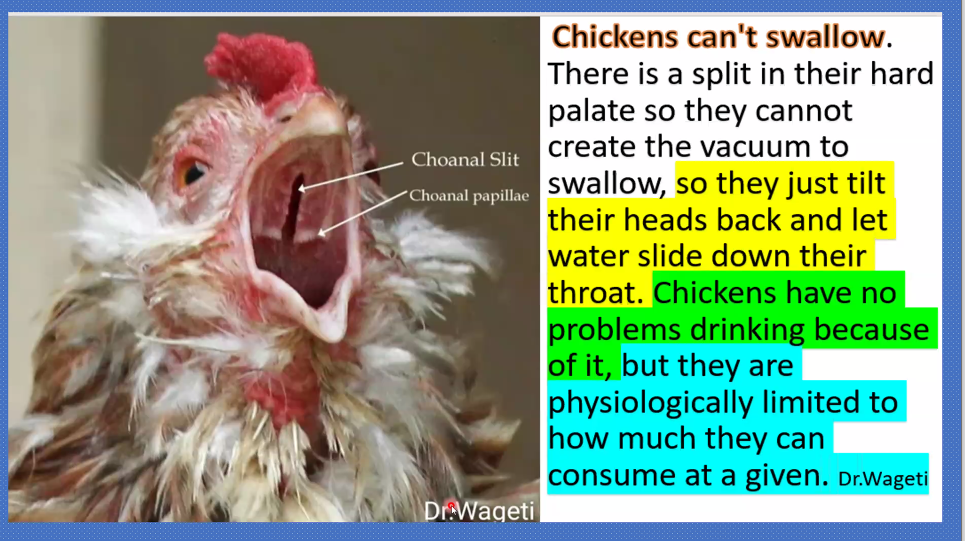 Choanal Slit
Choanal papillae
Dr.Wageti
Chickens can't swallow.
There is a split in their hard
palate so they cannot
create the vacuum to
swallow, so they just tilt
their heads back and let
water slide down their
throat. Chickens have no
problems drinking because
of it, but they are
physiologically limited to
how much they can
consume at a given. Dr.Wageti